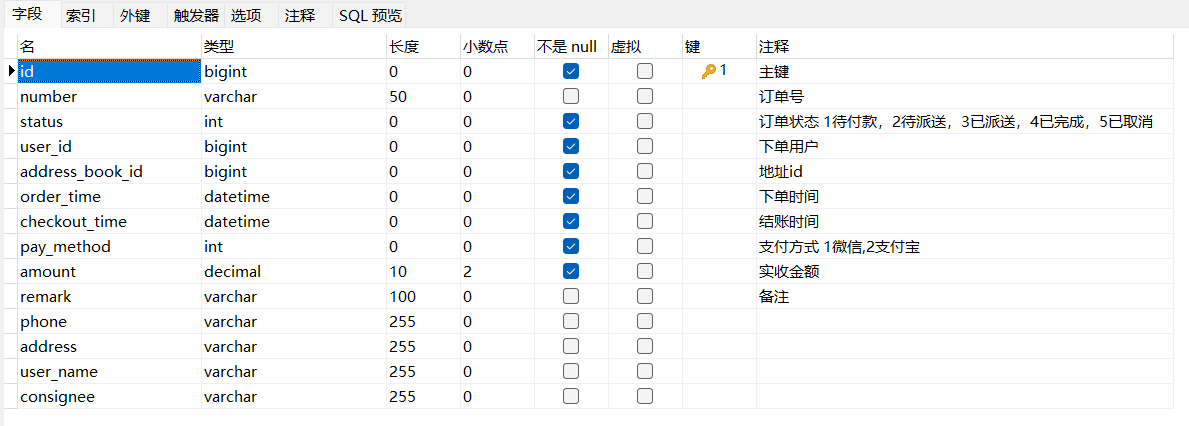 字段 索引 外键 触发器 选项 注释 SQL 预览
名 类型 长度 小数点 不是 null 虚拟 键 注释
id bigint 0 0 1 主键
number varchar 50 0 订单号
status int 0 0 订单状态 1待付款，2待派送，3已派送，4已完成，5已取消
user_id bigint 0 0 下单用户
address_book_id bigint 0 0 地址id
order_time datetime 0 0 下单时间
checkout_time datetime 0 0 结账时间
pay_method int 0 0 支付方式 1微信,2支付宝
amount decimal 10 2 实收金额
remark varchar 100 0 备注
phone varchar 255 0
address varchar 255 0
user_name varchar 255 0
consignee varchar 255 0